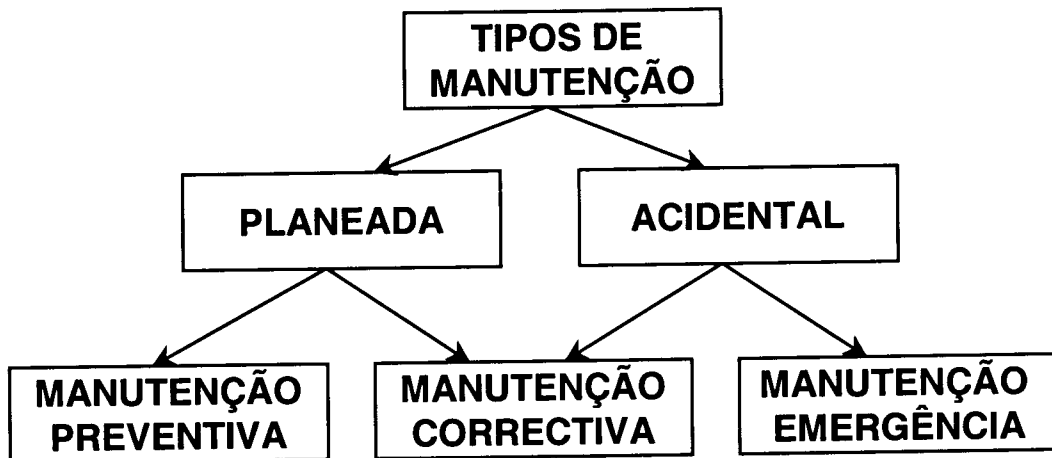 TIPOS DE
MANUTENÇÃO
PLANEADA
ACIDENTAL
MANUTENÇÃO
PREVENTIVA
MANUTENÇÃO
CORRECTIVA
MANUTENÇÃO
EMERGÊNCIA